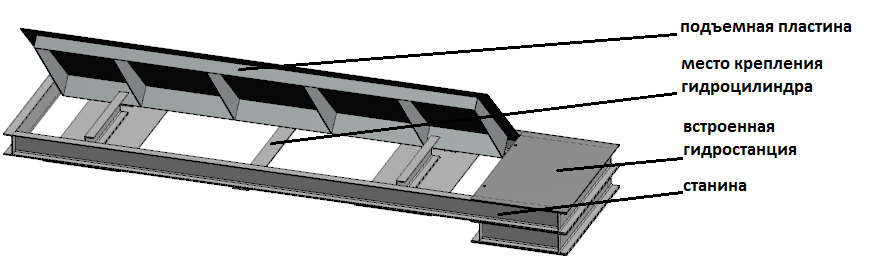 подъемная пластина
место крепления
гидроцилиндра
встроенная
гидростанция
станина